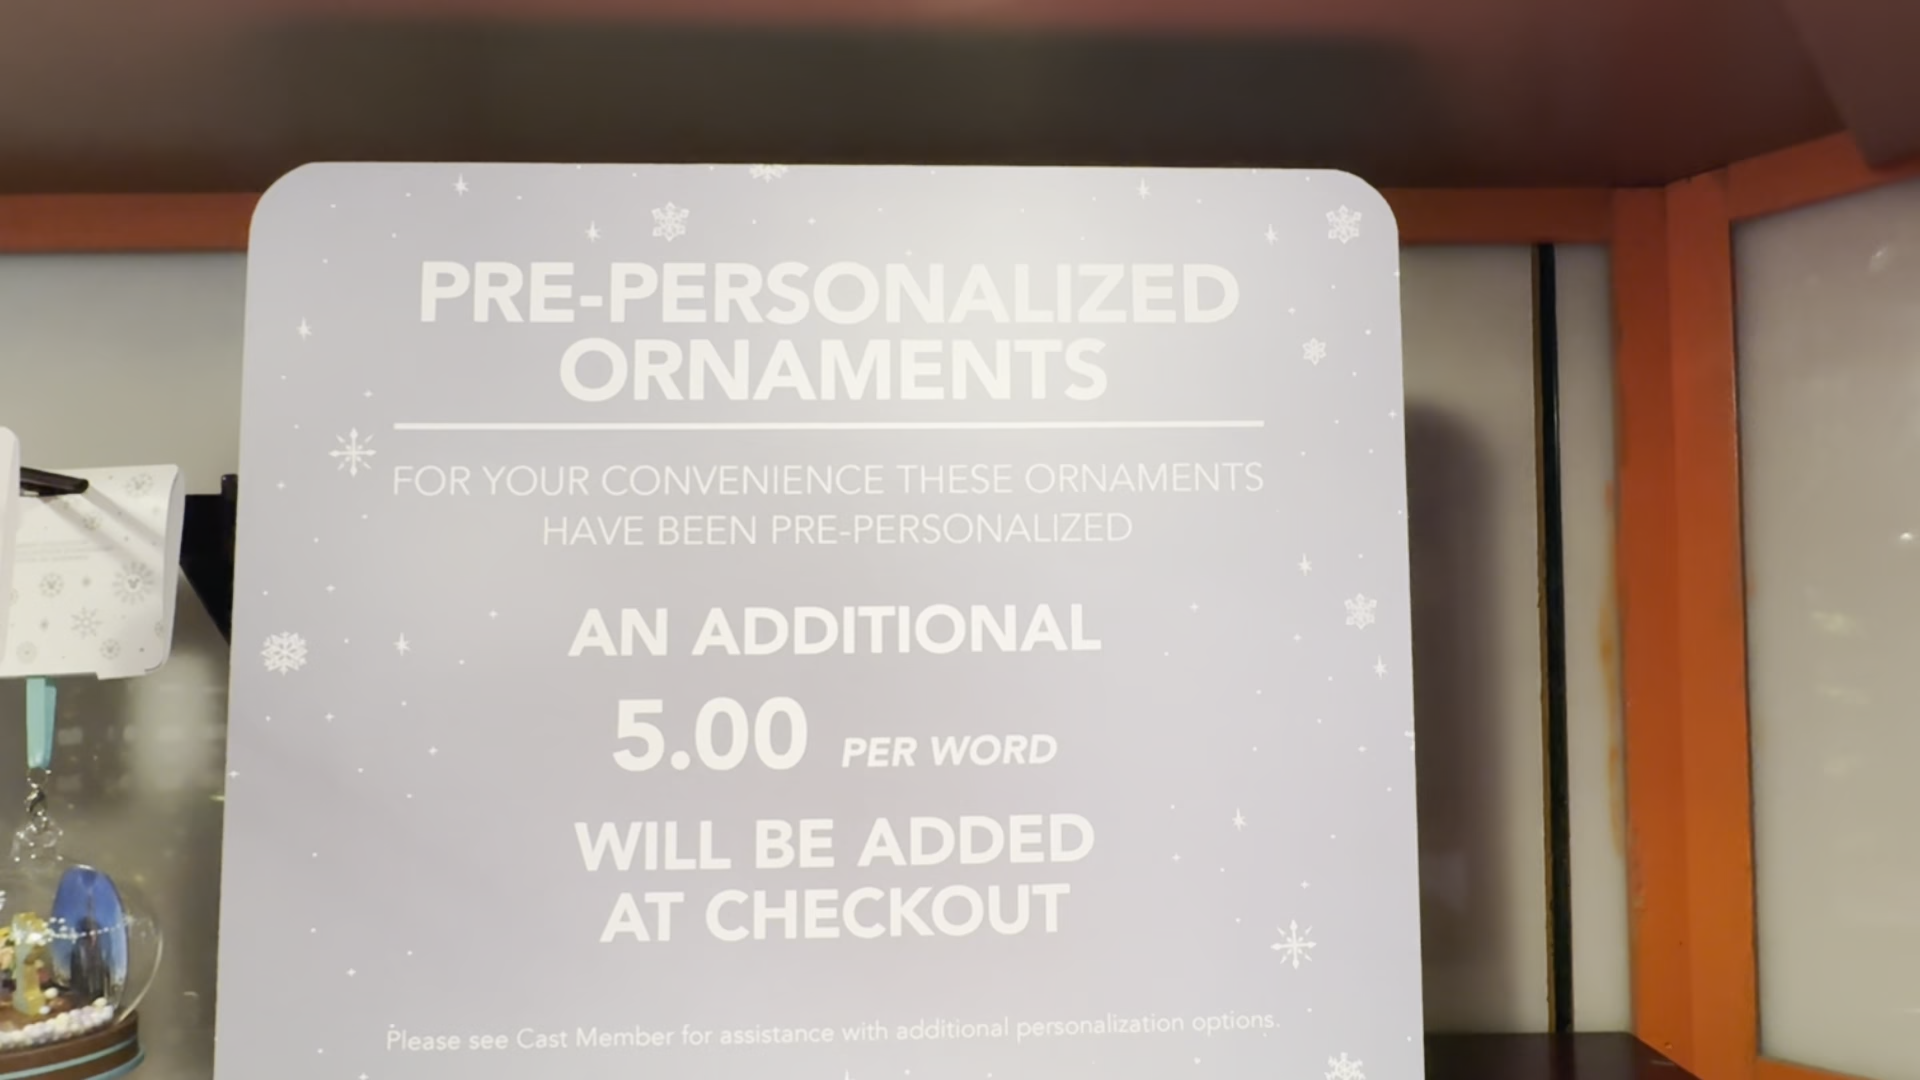 PRE-PERSONALIZED
ORNAMENTS
FOR YOUR CONVENIENCE THESE ORNAMENTS
HAVE BEEN PRE-PERSONALIZED
AN ADDITIONAL
5.00 PER WORD
WILL BE ADDED
AT CHECKOUT
Please see Cast Member for assistance with additional personalization options.